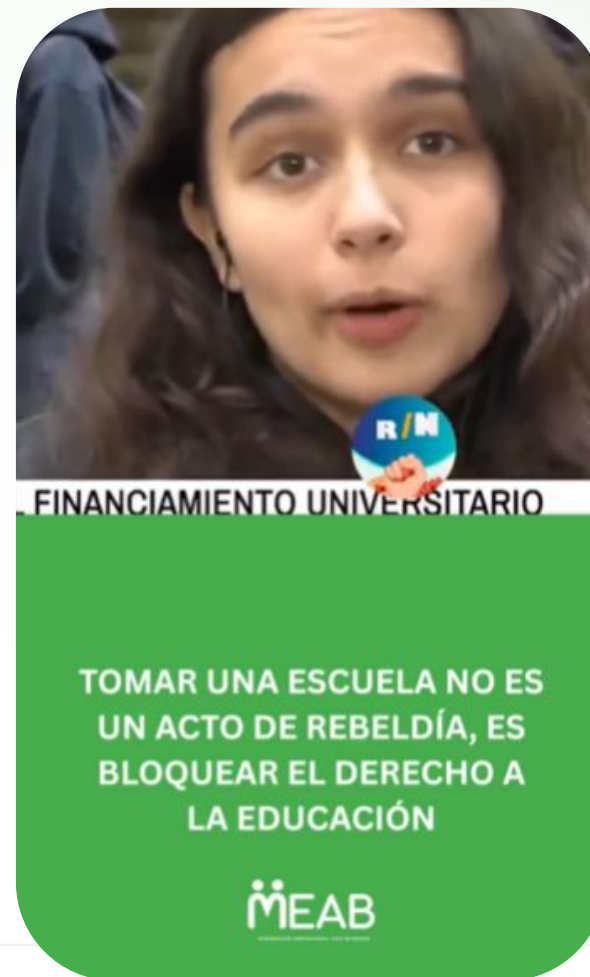 R/N
FINANCIAMIENTO UNIVERSITARIO
TOMAR UNA ESCUELA NO ES
UN ACTO DE REBELDÍA, ES
BLOQUEAR EL DERECHO A
LA EDUCACIÓN
MEAB